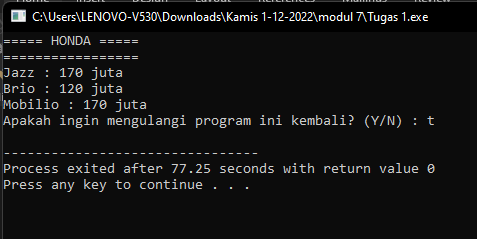 C:\Users\LENOVO-V530\Downloads\Kamis 1-12-2022\modul 7\Tugas 1.exe
===== HONDA =====
=================
Jazz : 170 juta
Brio : 120 juta
Mobilio : 170 juta
Apakah ingin mengulangi program ini kembali? (Y/N) : t
--------------------------------
Process exited after 77.25 seconds with return value 0
Press any key to continue . . .